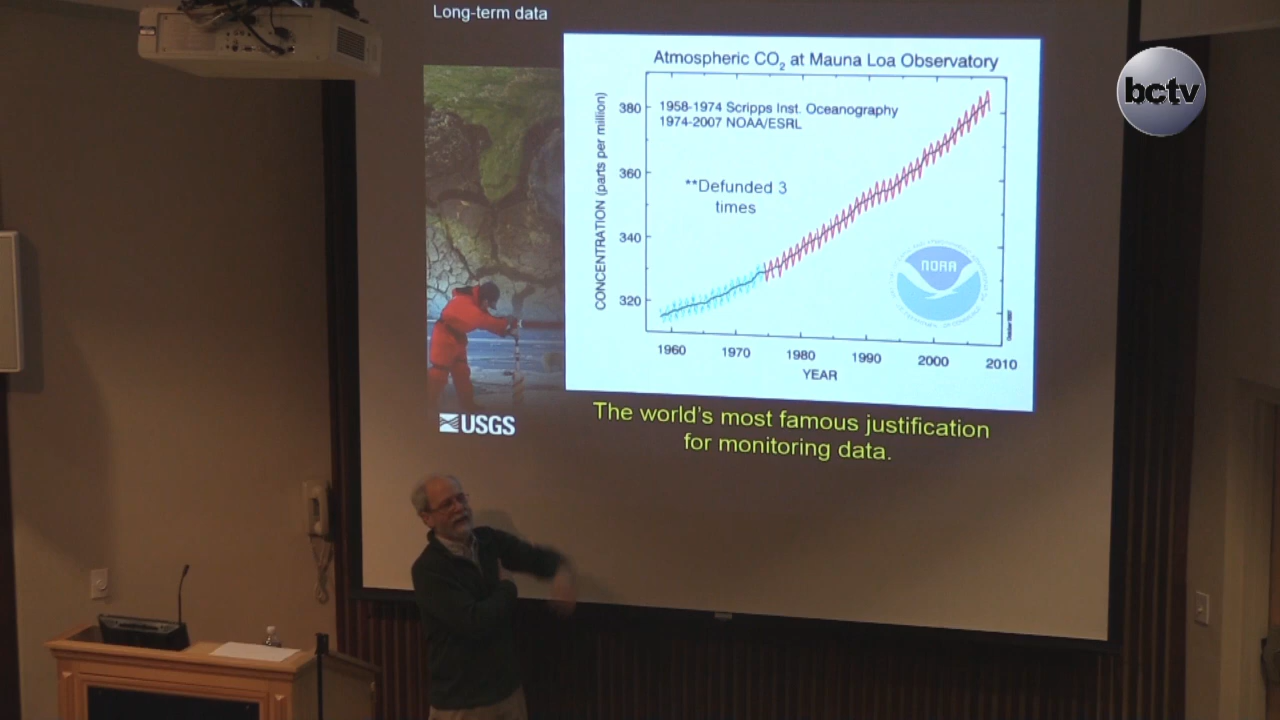 Long-term data
bctv
Atmospheric CO2 at Mauna Loa Observatory
CONCENTRATION (parts per million)
380
360
340
320
1958-1974 Scripps Inst. Oceanography
1974-2007 NOAA/ESRL
**Defunded 3
times
NOAA
1960
1970
1980
1990
2000
2010
YEAR
USGS
The world's most famous justification
for monitoring data.